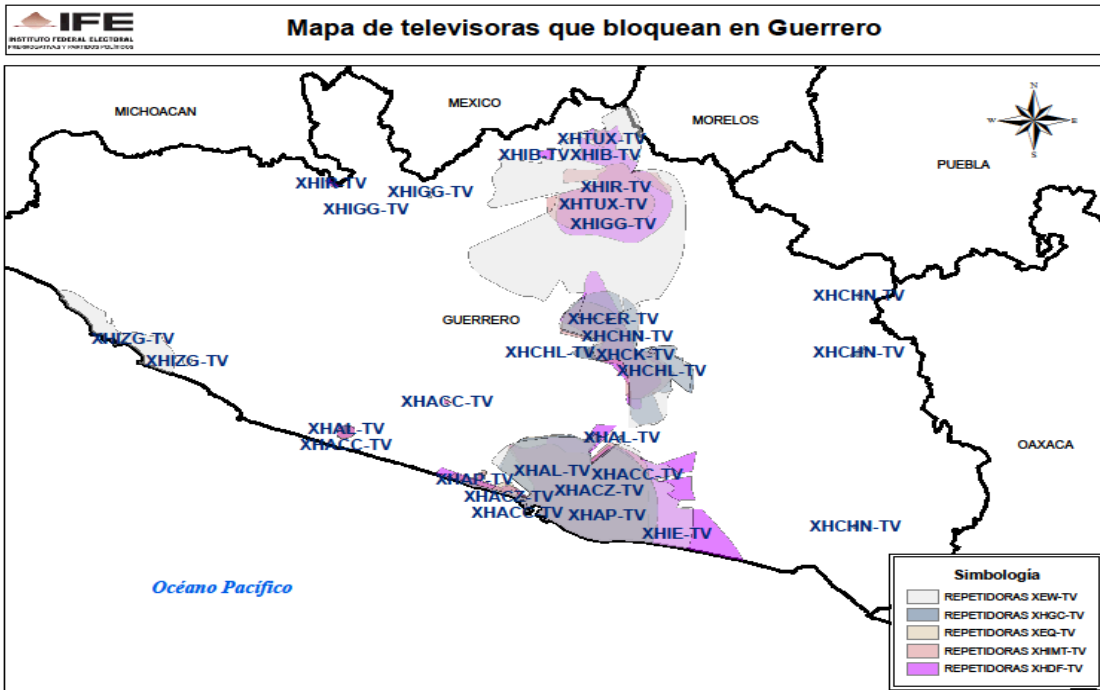 IFE
INSTITUTO FEDERAL ELECTORAL
PRERROGATIVAS Y PARTIDOS POLÍTICOS
Mapa de televisoras que bloquean en Guerrero
MICHOACAN
MEXICO
MORELOS
PUEBLA
N
W
E
S
XHTUX-TV
XHIB-TV
XHIB-TV
XHIR-TV
XHIGG-TV
XHIGG-TV
XHIR-TV
XHTUX-TV
XHIGG-TV
XHCHN-TV
GUERRERO
XHCER-TV
XHCHN-TV
XHIZG-TV
XHIZG-TV
XHCHL-TV
XHCK-TV
XHCHL-TV
XHCHN-TV
XHACC-TV
XHAL-TV
XHACC-TV
XHAL-TV
OAXACA
XHAP-TV
XHAL-TV
XHACC-TV
XHACZ-TV
XHACZ-TV
XHACC-TV
XHAP-TV
XHIE-TV
XHCHN-TV
Océano Pacífico
Simbología
REPETIDORAS XEW-TV
REPETIDORAS XHGC-TV
REPETIDORAS XEQ-TV
REPETIDORAS XHIMT-TV
REPETIDORAS XHDF-TV